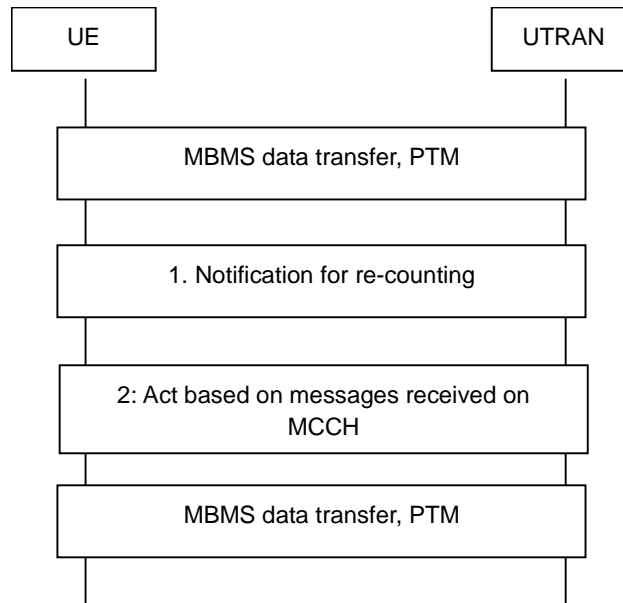 UE
UTRAN
MBMS data transfer, PTM
1. Notification for re-counting
2: Act based on messages received on
MCCH
MBMS data transfer, PTM